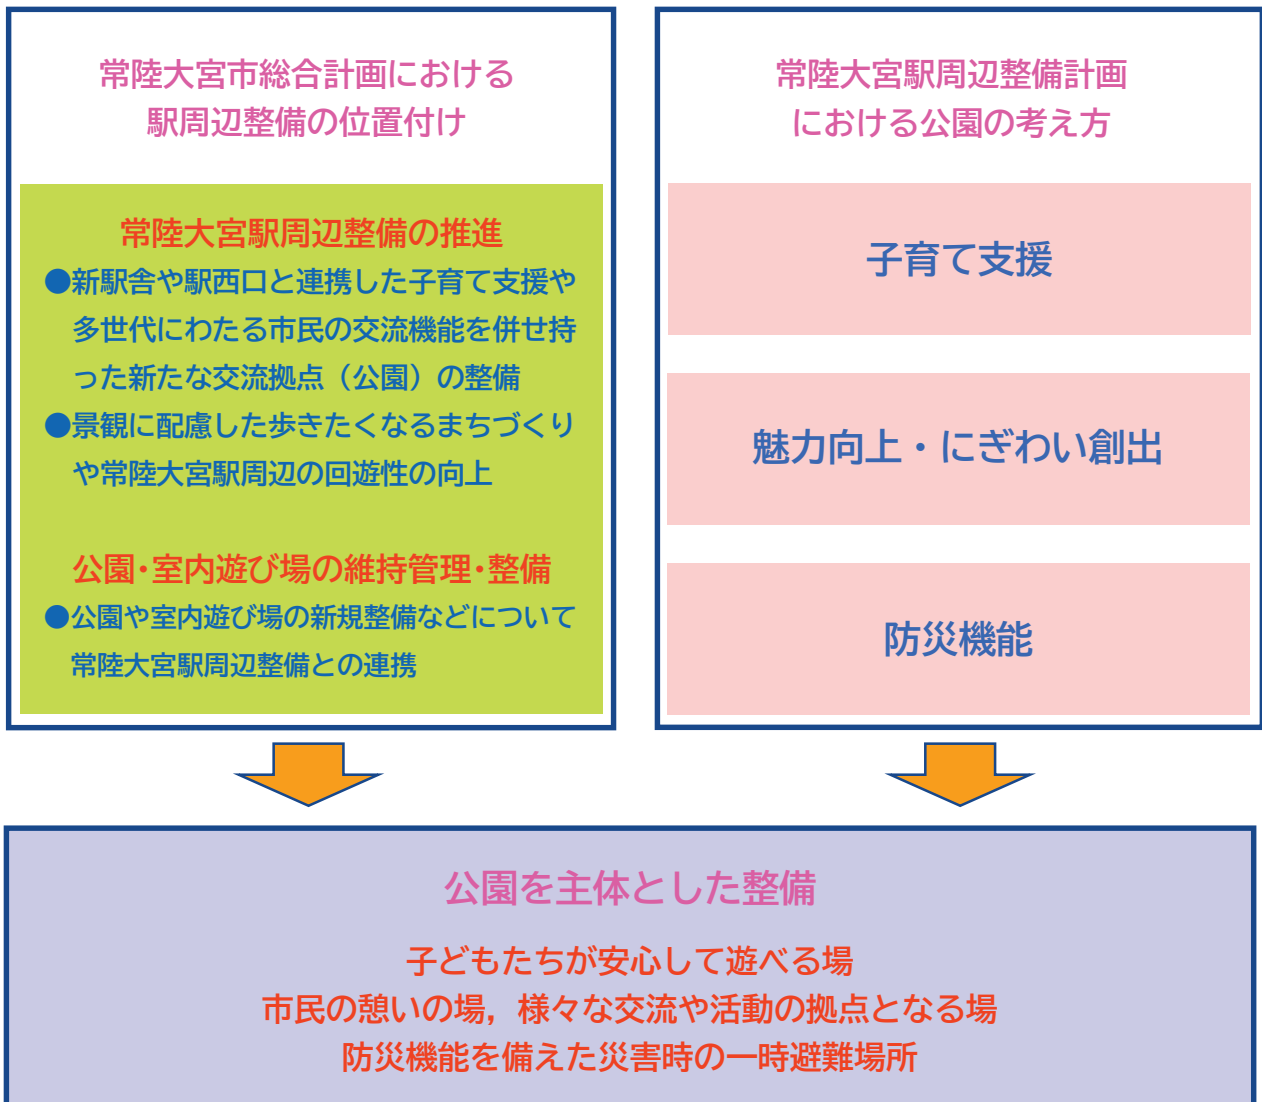 常陸大宮市総合計画における
駅周辺整備の位置付け
常陸大宮駅周辺整備の推進
●新駅舎や駅西口と連携した子育て支援や
多世代にわたる市民の交流機能を併せ持
った新たな交流拠点（公園）の整備
●景観に配慮した歩きたくなるまちづくり
や常陸大宮駅周辺の回遊性の向上
公園・室内遊び場の維持管理・整備
●公園や室内遊び場の新規整備などについて
常陸大宮駅周辺整備との連携
常陸大宮駅周辺整備計画
における公園の考え方
子育て支援
魅力向上・にぎわい創出
防災機能
公園を主体とした整備
子どもたちが安心して遊べる場
市民の憩いの場，様々な交流や活動の拠点となる場
防災機能を備えた災害時の一時避難場所